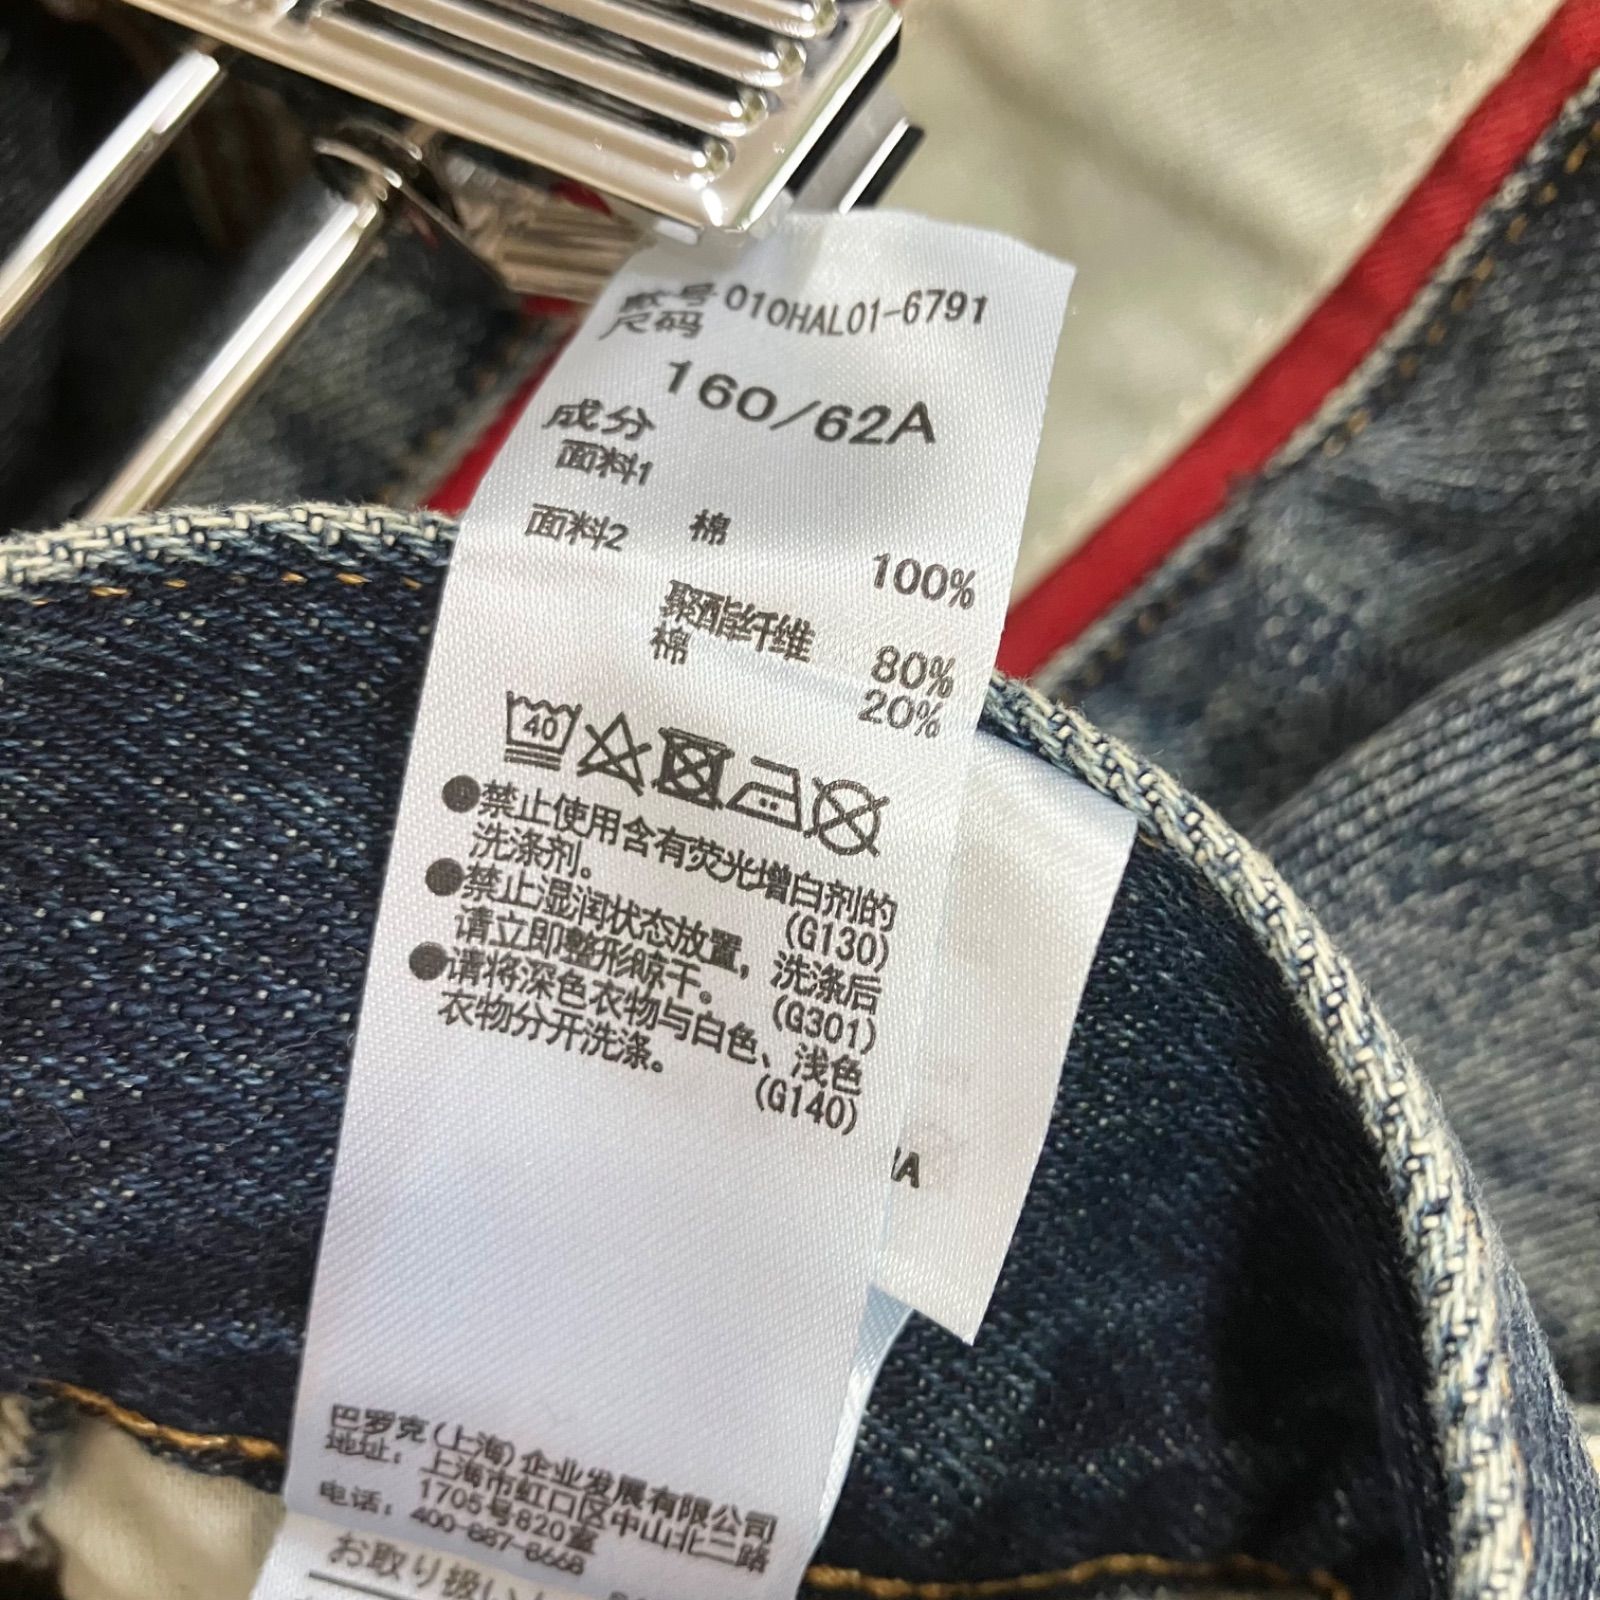 款号 010HAL01-6791
尺码
160/62A
成分
面料1
棉 100%
面料2
聚酯纤维 80%
棉 20%
40
●禁止使用含有荧光增白剂的
洗涤剂。 (G130)
●禁止湿润状态放置，洗涤后
请立即整形晾干。 (G301)
●请将深色衣物与白色、浅色
衣物分开洗涤。 (G140)
巴罗克(上海)企业发展有限公司
地址：上海市虹口区中山北二路
1705号820室
电话：400-887-8668
お取り扱い